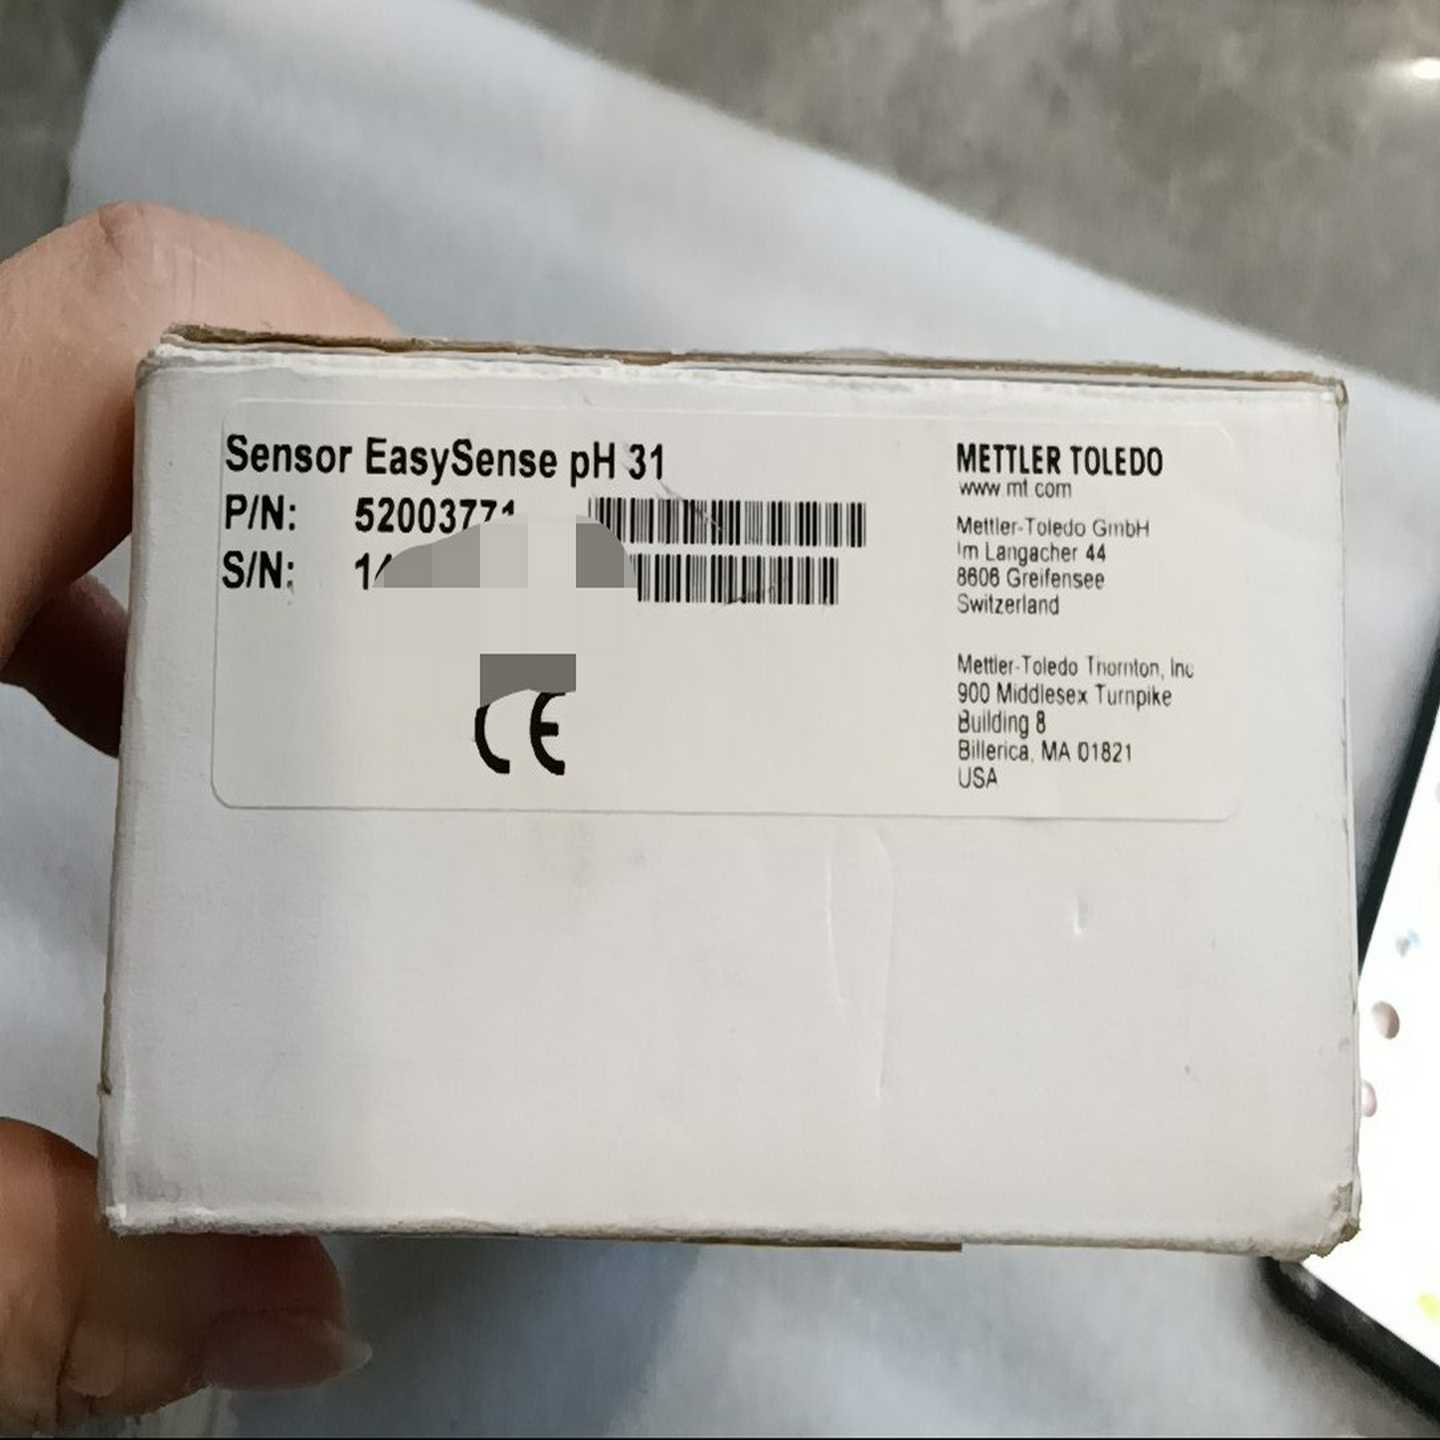 Sensor EasySense pH 31
P/N: 52003771
S/N:
CE
METTLER TOLEDO
www.mt.com
Mettler-Toledo GmbH
Im Langacher 44
8606 Greifensee
Switzerland
Mettler-Toledo Thornton, Inc
900 Middlesex Turnpike
Building 8
Billerica, MA 01821
USA